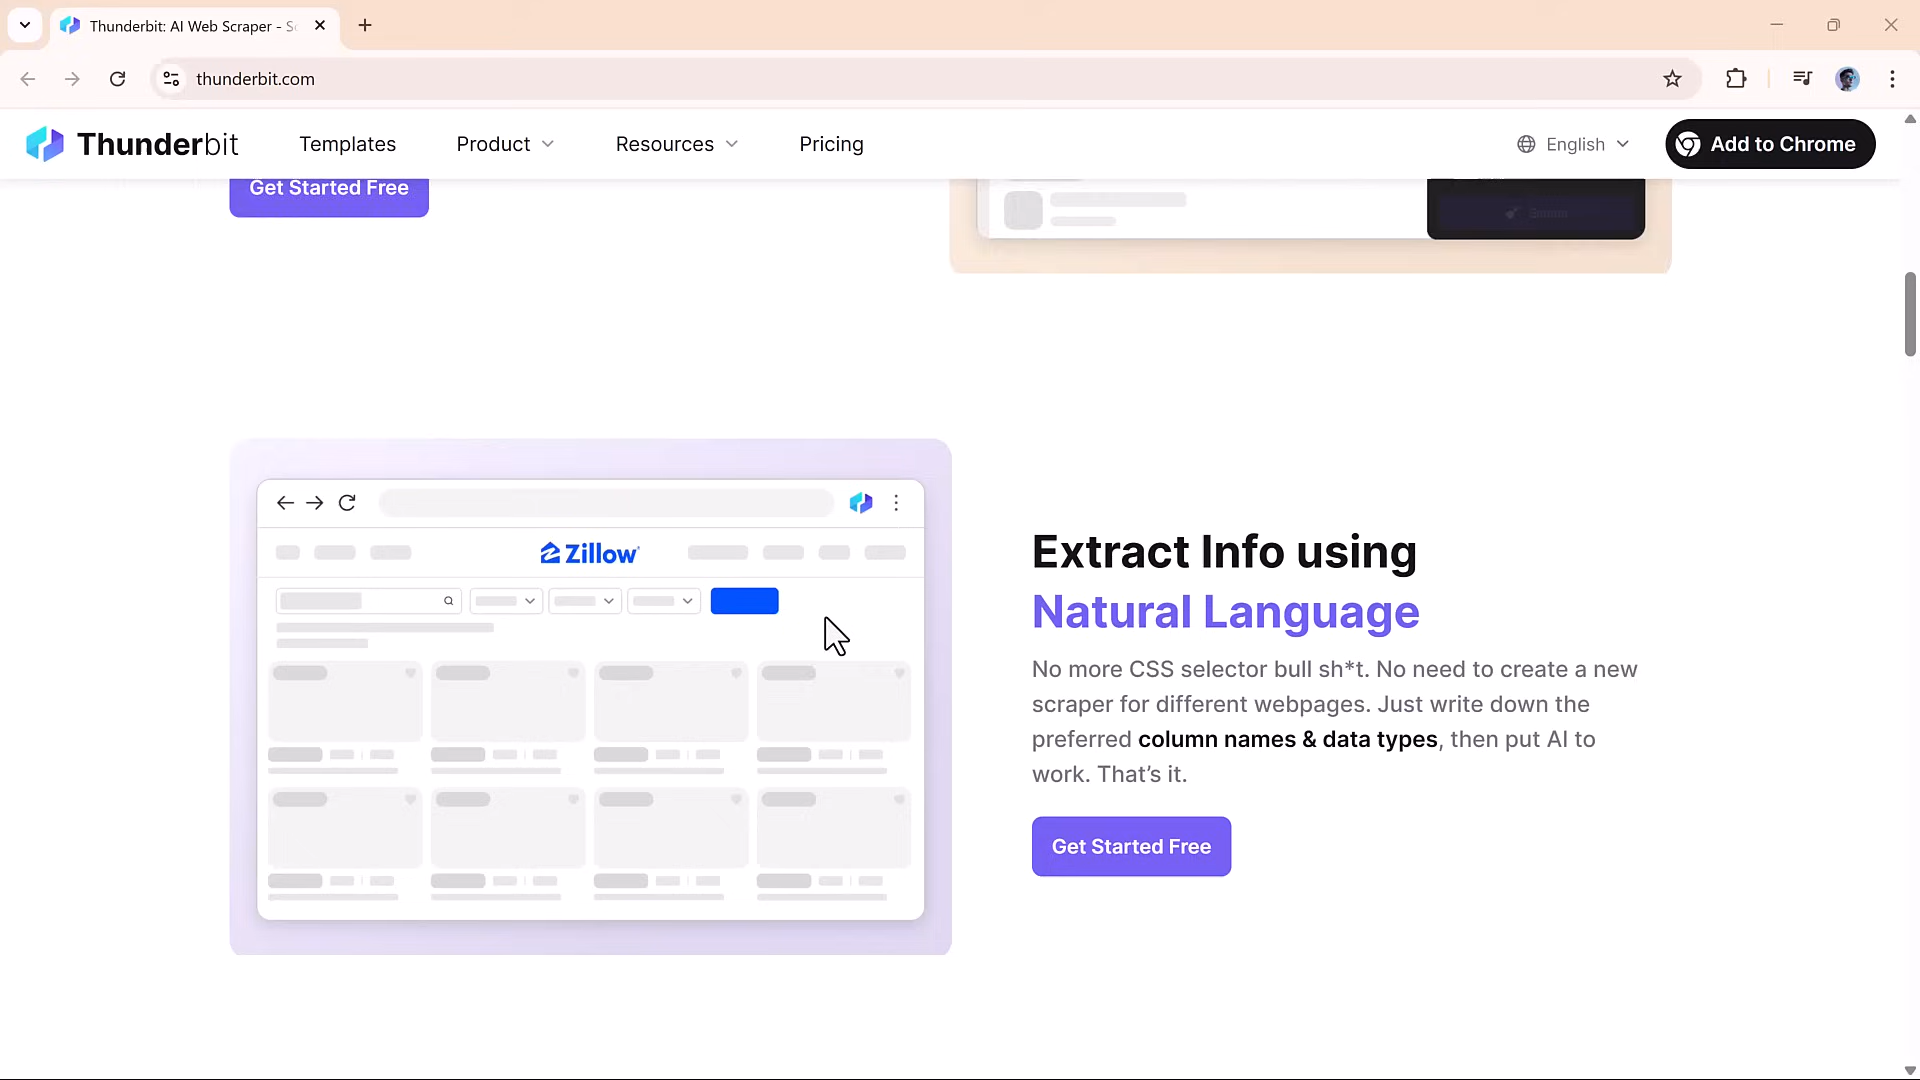 Thunderbit: AI Web Scraper - Sc
thunderbit.com
Thunderbit
Templates
Product
Resources
Pricing
English
Add to Chrome
Get Started Free
Zillow
Extract Info using
Natural Language
No more CSS selector bull sh*t. No need to create a new
scraper for different webpages. Just write down the
preferred column names & data types, then put AI to
work. That’s it.
Get Started Free